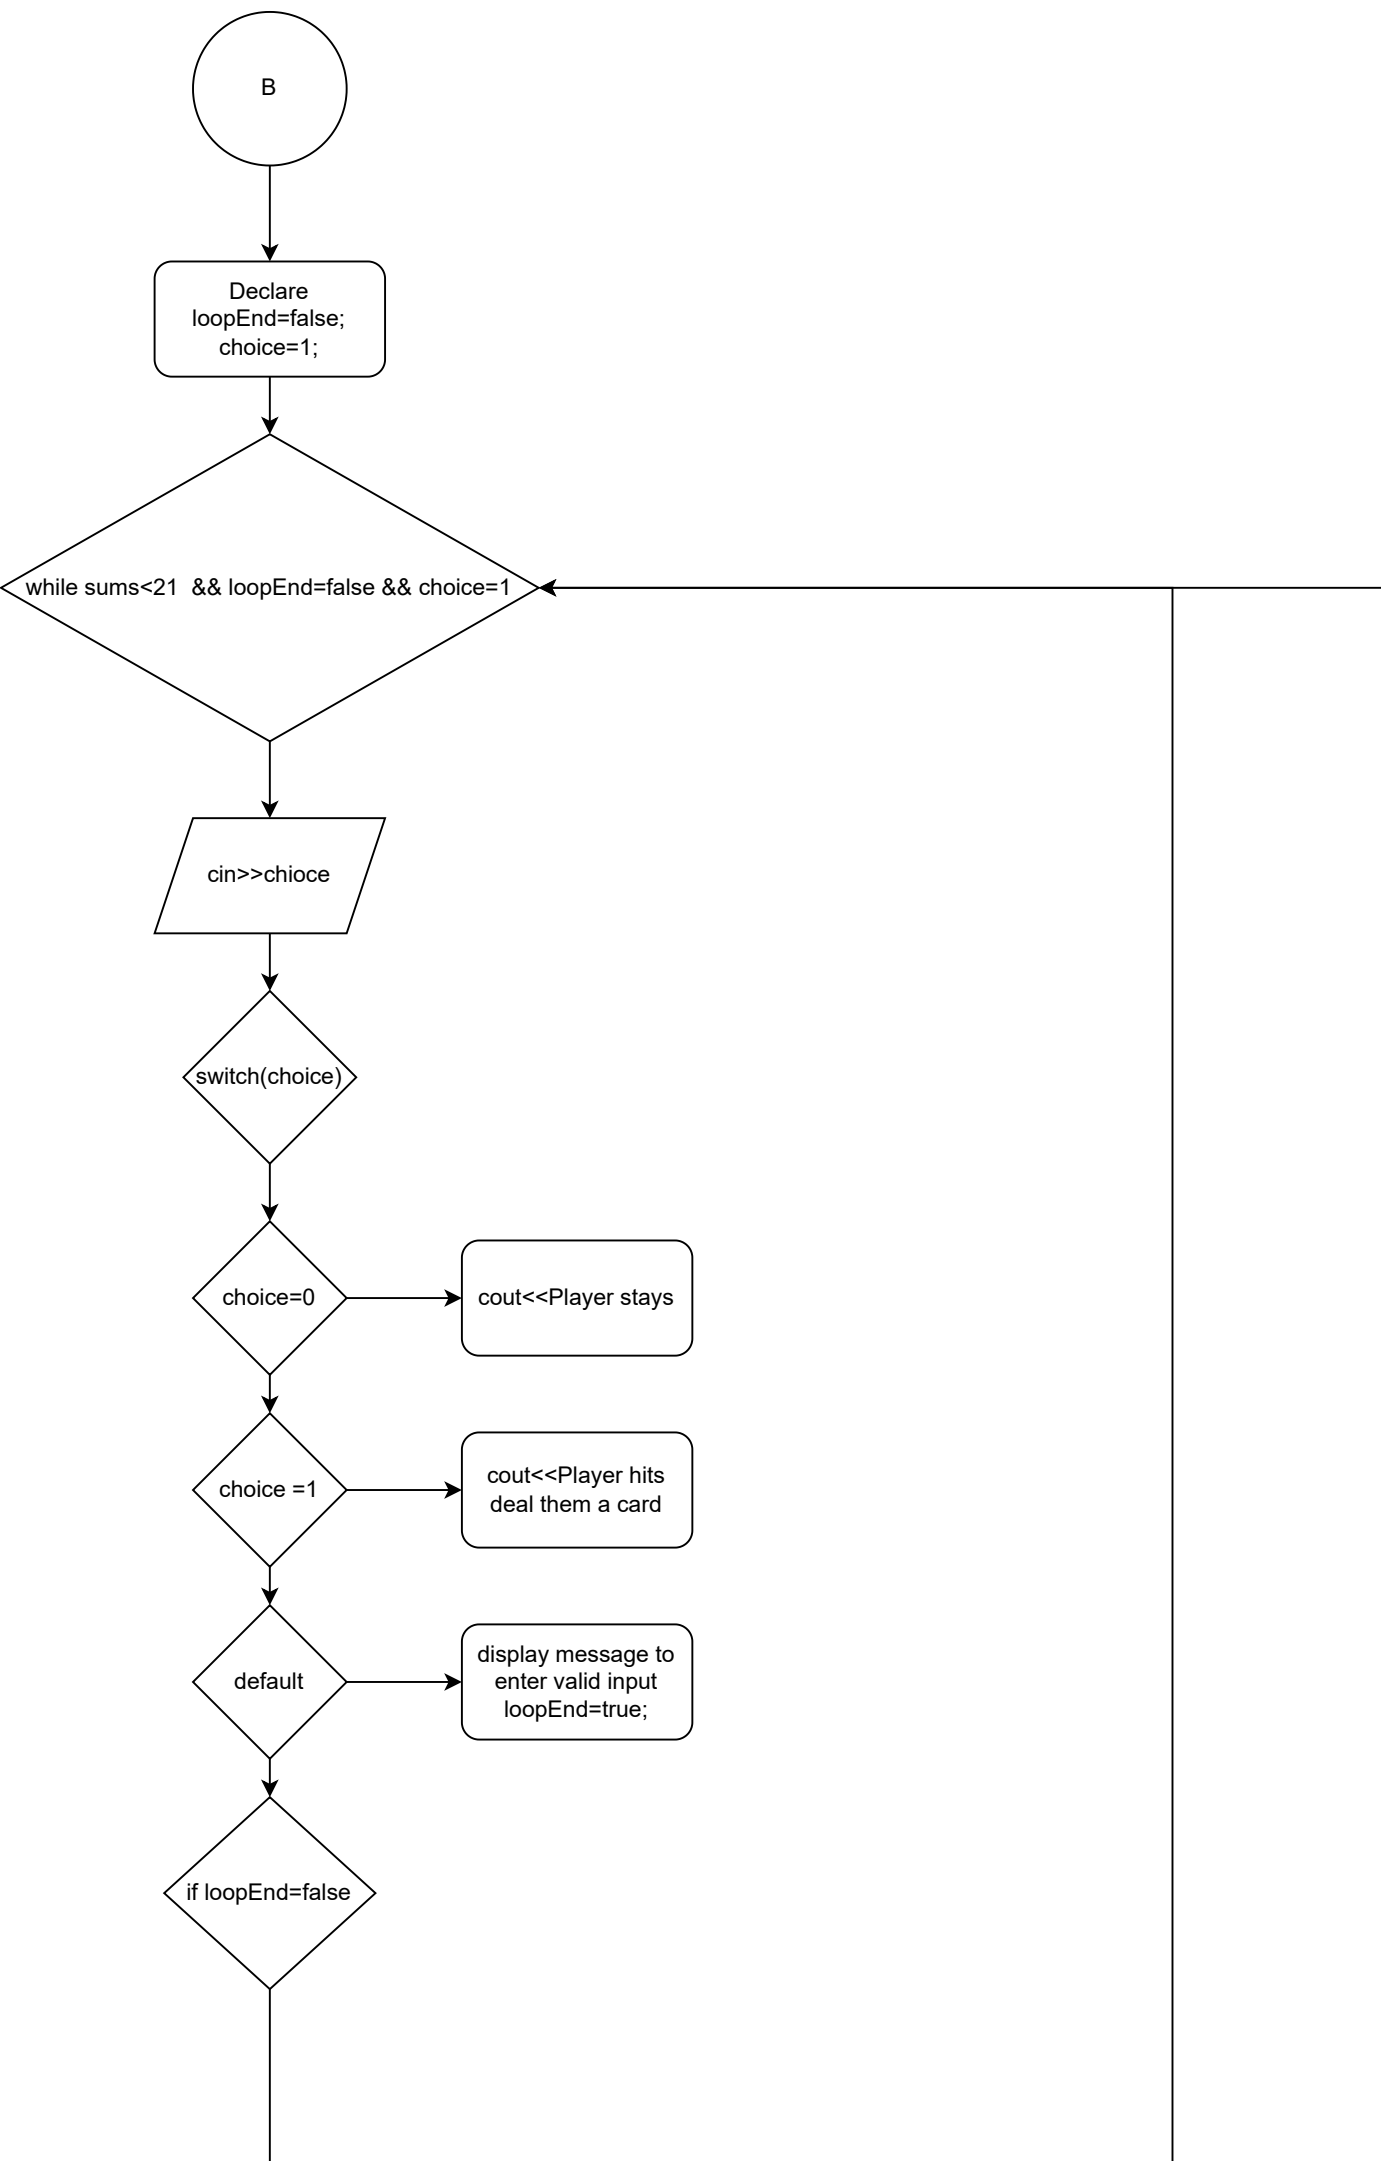 B
Declare
loopEnd=false;
choice=1;
while sums<21  && loopEnd=false && choice=1
cin>>chioce
switch(choice)
choice=0
cout<<Player stays
choice =1
cout<<Player hits
deal them a card
default
display message to
enter valid input
loopEnd=true;
if loopEnd=false